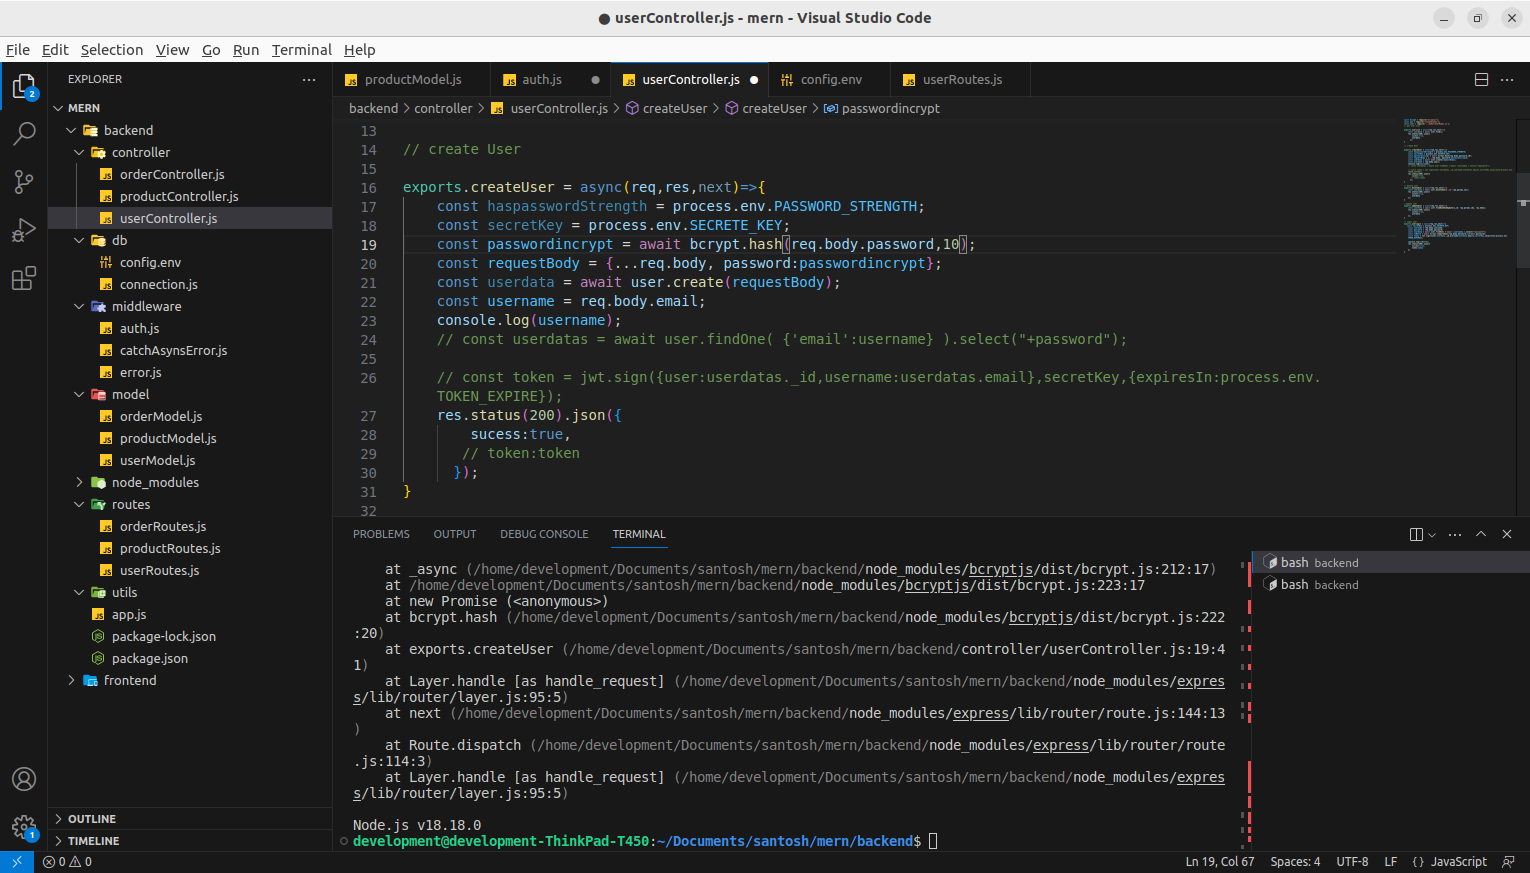 ● userController.js - mern - Visual Studio Code
File Edit Selection View Go Run Terminal Help
EXPLORER
MERN
backend
controller
orderController.js
productController.js
userController.js
db
config.env
connection.js
middleware
auth.js
catchAsynsError.js
error.js
model
orderModel.js
productModel.js
userModel.js
node_modules
routes
orderRoutes.js
productRoutes.js
userRoutes.js
utils
app.js
package-lock.json
package.json
frontend
OUTLINE
TIMELINE
2
1
productModel.js auth.js userController.js config.env userRoutes.js
backend > controller > userController.js > createUser > createUser > passwordincrypt
13
14 // create User
15
16 exports.createUser = async(req,res,next)=>{
17 const haspasswordStrength = process.env.PASSWORD_STRENGTH;
18 const secretKey = process.env.SECRETE_KEY;
19 const passwordincrypt = await bcrypt.hash(req.body.password,10);
20 const requestBody = {...req.body, password:passwordincrypt};
21 const userdata = await user.create(requestBody);
22 const username = req.body.email;
23 console.log(username);
24 // const userdatas = await user.findOne( {'email':username} ).select("+password");
25
26 // const token = jwt.sign({user:userdatas._id,username:userdatas.email},secretKey,{expiresIn:process.env.
TOKEN_EXPIRE});
27 res.status(200).json({
28 sucess:true,
29 // token:token
30 });
31 }
32
PROBLEMS OUTPUT DEBUG CONSOLE TERMINAL
at _async (/home/development/Documents/santosh/mern/backend/node_modules/bcryptjs/dist/bcrypt.js:212:17)
at /home/development/Documents/santosh/mern/backend/node_modules/bcryptjs/dist/bcrypt.js:223:17
at new Promise (<anonymous>)
at bcrypt.hash (/home/development/Documents/santosh/mern/backend/node_modules/bcryptjs/dist/bcrypt.js:222
:20)
at exports.createUser (/home/development/Documents/santosh/mern/backend/controller/userController.js:19:4
1)
at Layer.handle [as handle_request] (/home/development/Documents/santosh/mern/backend/node_modules/expres
s/lib/router/layer.js:95:5)
at next (/home/development/Documents/santosh/mern/backend/node_modules/express/lib/router/route.js:144:13
)
at Route.dispatch (/home/development/Documents/santosh/mern/backend/node_modules/express/lib/router/route
.js:114:3)
at Layer.handle [as handle_request] (/home/development/Documents/santosh/mern/backend/node_modules/expres
s/lib/router/layer.js:95:5)
Node.js v18.18.0
development@development-ThinkPad-T450:~/Documents/santosh/mern/backend$
bash backend
bash backend
0 0 Ln 19, Col 67 Spaces: 4 UTF-8 LF {} JavaScript